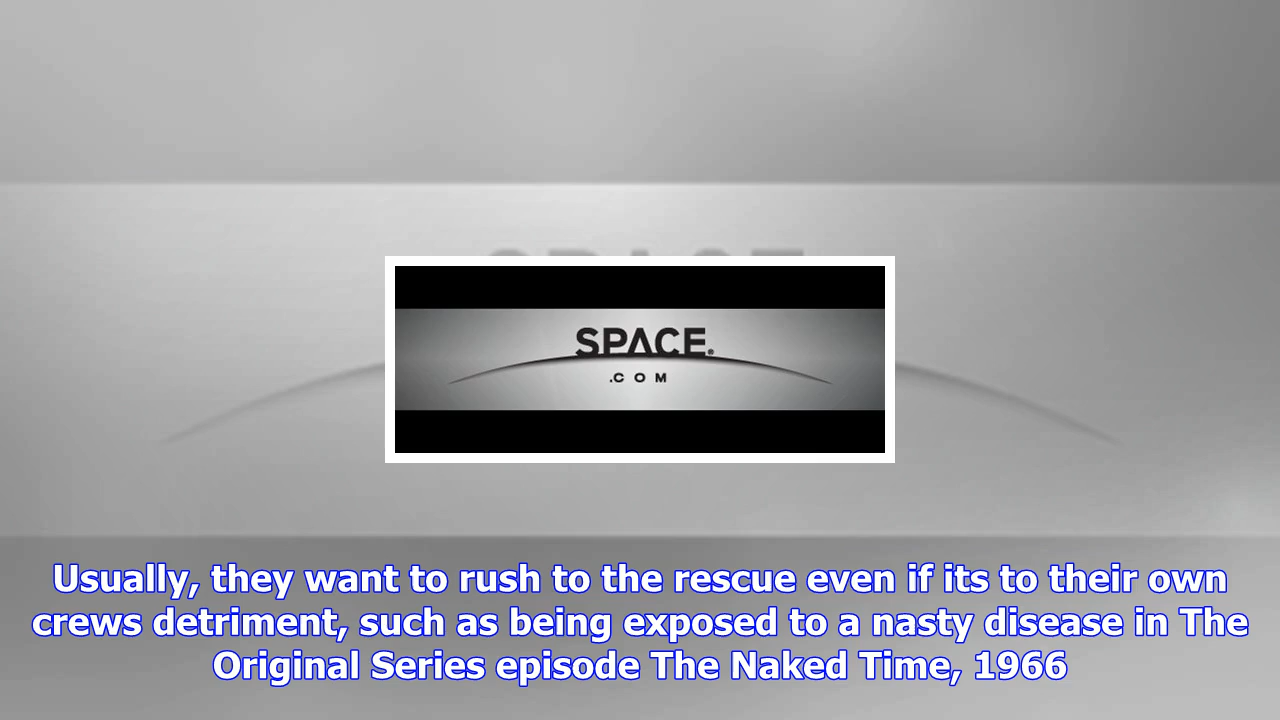 SPACE.
.COM
Usually, they want to rush to the rescue even if its to their own
crews detriment, such as being exposed to a nasty disease in The
Original Series episode The Naked Time, 1966